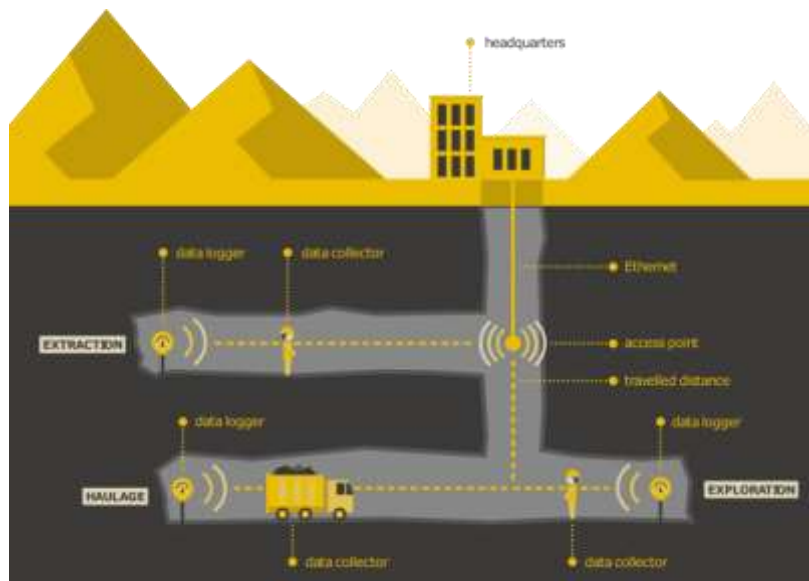 headquarters
data logger
data collector
Ethernet
EXTRACTION
access point
travelled distance
data logger
data logger
HAULAGE
EXPLORATION
data collector
data collector